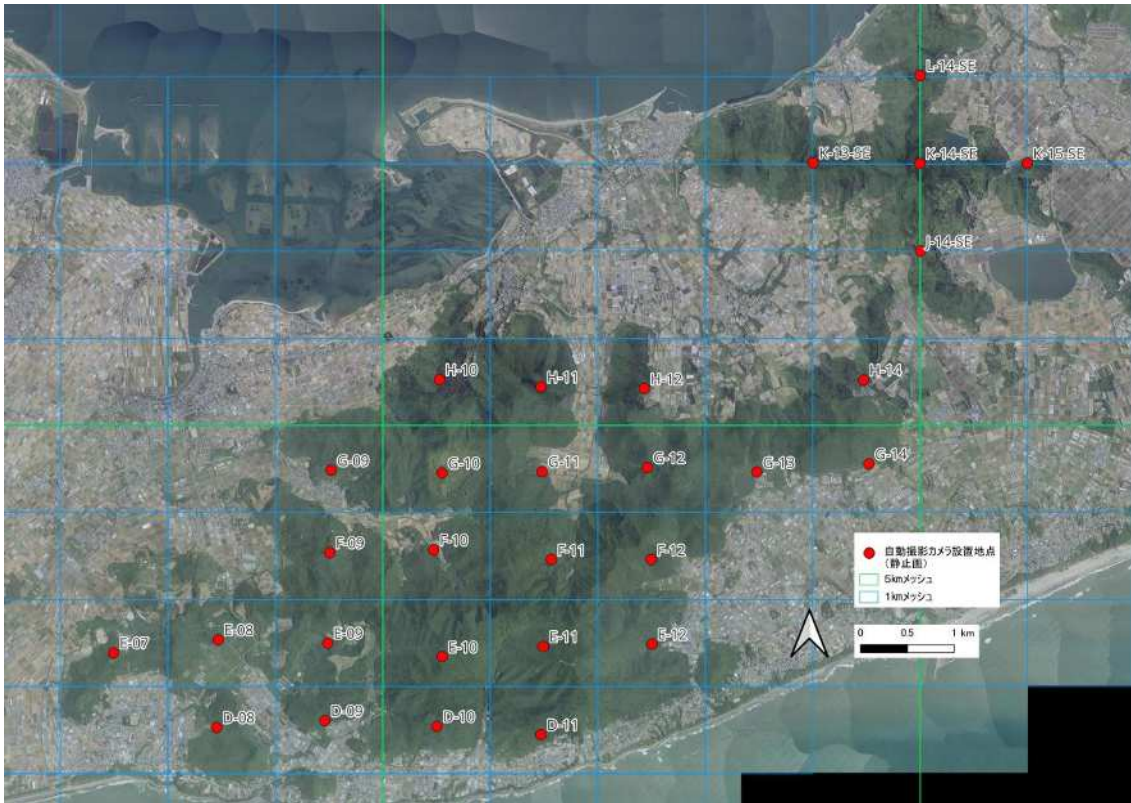 L-14-SE
K-13-SE
K-14-SE
K-15-SE
J-14-SE
H-10
H-11
H-12
H-14
G-09
G-10
G-11
G-12
G-13
G-14
F-09
F-10
F-11
F-12
自動撮影カメラ設置地点
(静止画)
5kmメッシュ
1kmメッシュ
0 0.5 1 km
E-07
E-08
E-09
E-10
E-11
E-12
D-08
D-09
D-10
D-11